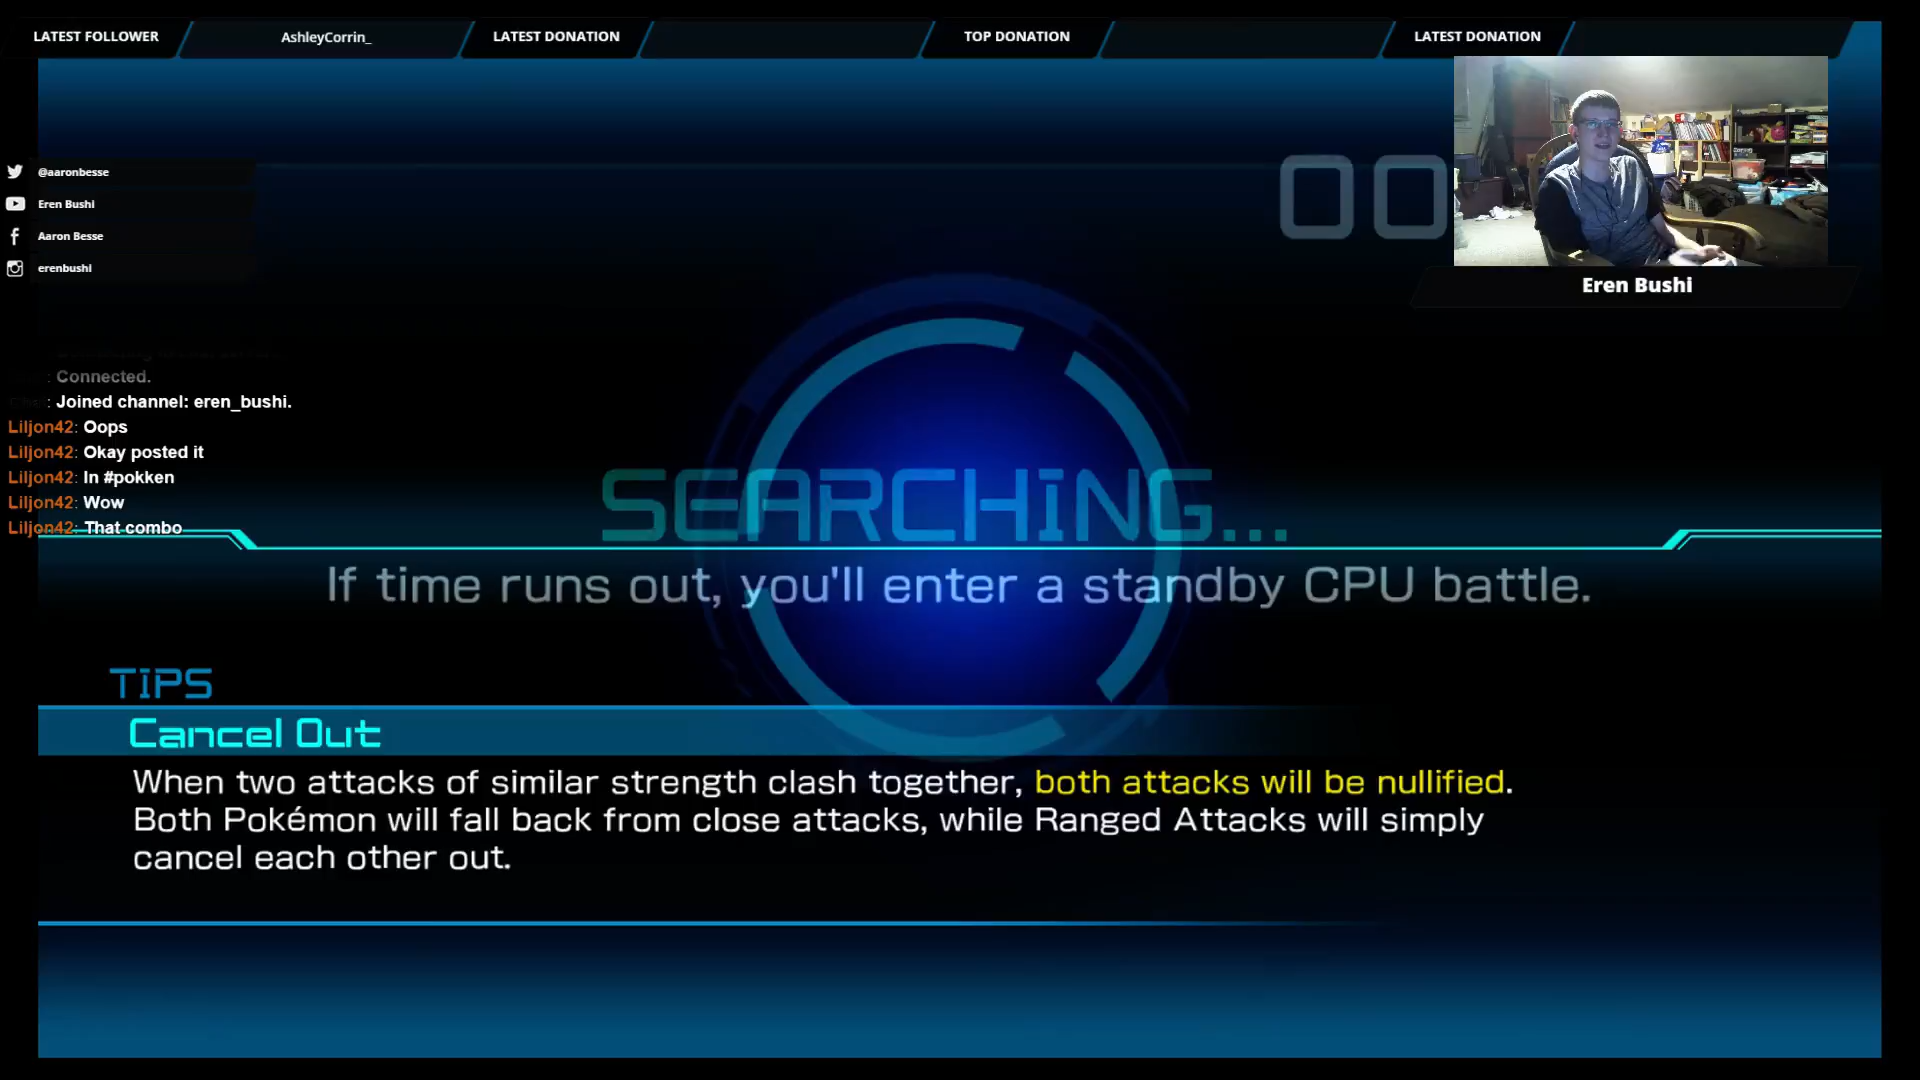 LATEST FOLLOWER
AshleyCorrin_
LATEST DONATION
TOP DONATION
LATEST DONATION
@aaronbesse
Eren Bushi
Aaron Besse
erenbushi
00
Eren Bushi
: Connected.
: Joined channel: eren_bushi.
Liljon42: Oops
Liljon42: Okay posted it
Liljon42: In #pokken
Liljon42: Wow
Liljon42: That combo
SEARCHING...
If time runs out, you'll enter a standby CPU battle.
TIPS
Cancel Out
When two attacks of similar strength clash together, both attacks will be nullified.
Both Pokémon will fall back from close attacks, while Ranged Attacks will simply
cancel each other out.